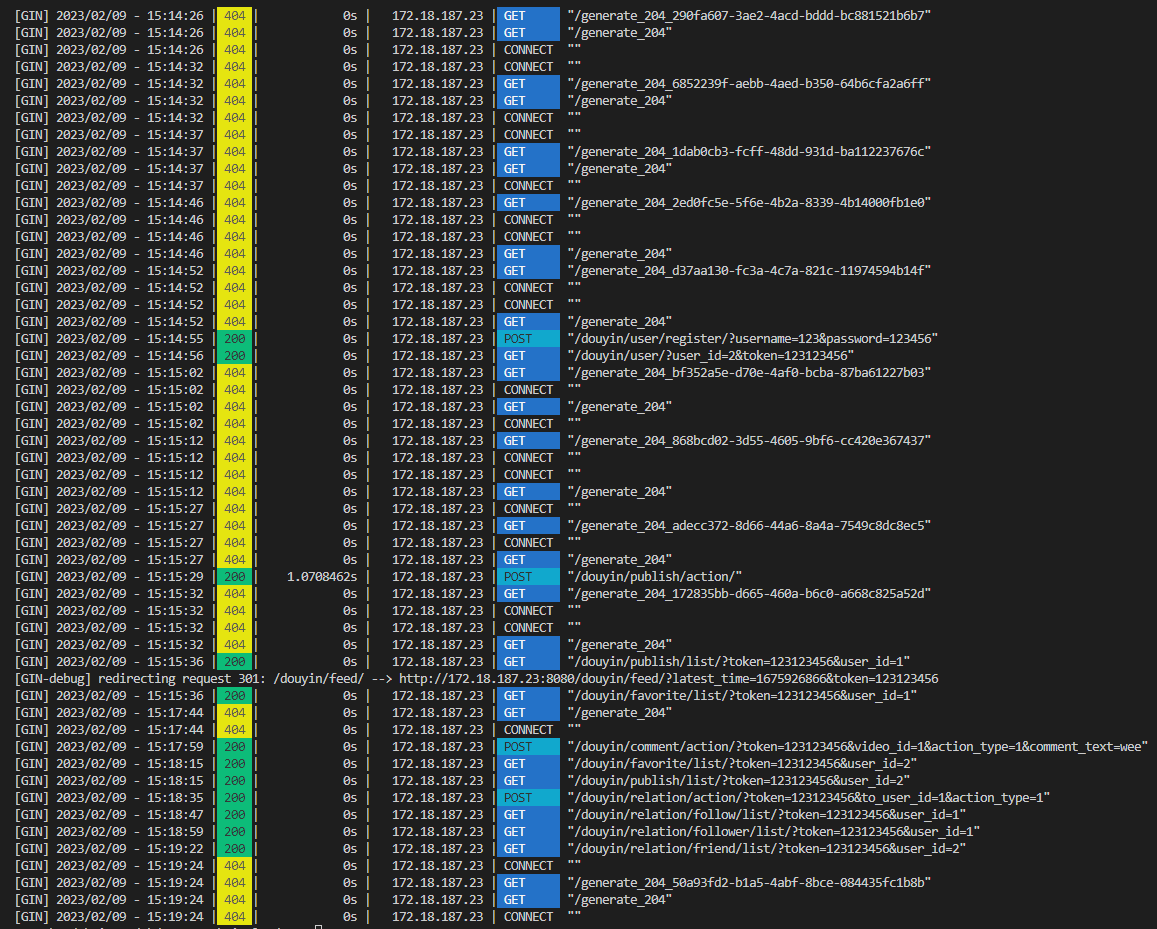 [GIN] 2023/02/09 - 15:14:26 | 404 | 0s | 172.18.187.23 | GET "/generate_204_290fa607-3ae2-4acd-bddd-bc881521b6b7"
[GIN] 2023/02/09 - 15:14:26 | 404 | 0s | 172.18.187.23 | GET "/generate_204"
[GIN] 2023/02/09 - 15:14:26 | 404 | 0s | 172.18.187.23 | CONNECT ""
[GIN] 2023/02/09 - 15:14:32 | 404 | 0s | 172.18.187.23 | CONNECT ""
[GIN] 2023/02/09 - 15:14:32 | 404 | 0s | 172.18.187.23 | GET "/generate_204_6852239f-aebb-4aed-b350-64b6cfa2a6ff"
[GIN] 2023/02/09 - 15:14:32 | 404 | 0s | 172.18.187.23 | GET "/generate_204"
[GIN] 2023/02/09 - 15:14:32 | 404 | 0s | 172.18.187.23 | CONNECT ""
[GIN] 2023/02/09 - 15:14:37 | 404 | 0s | 172.18.187.23 | CONNECT ""
[GIN] 2023/02/09 - 15:14:37 | 404 | 0s | 172.18.187.23 | GET "/generate_204_1dab0cb3-fcff-48dd-931d-ba112237676c"
[GIN] 2023/02/09 - 15:14:37 | 404 | 0s | 172.18.187.23 | GET "/generate_204"
[GIN] 2023/02/09 - 15:14:37 | 404 | 0s | 172.18.187.23 | CONNECT ""
[GIN] 2023/02/09 - 15:14:46 | 404 | 0s | 172.18.187.23 | GET "/generate_204_2ed0fc5e-5f6e-4b2a-8339-4b14000fb1e0"
[GIN] 2023/02/09 - 15:14:46 | 404 | 0s | 172.18.187.23 | CONNECT ""
[GIN] 2023/02/09 - 15:14:46 | 404 | 0s | 172.18.187.23 | CONNECT ""
[GIN] 2023/02/09 - 15:14:46 | 404 | 0s | 172.18.187.23 | GET "/generate_204"
[GIN] 2023/02/09 - 15:14:52 | 404 | 0s | 172.18.187.23 | GET "/generate_204_d37aa130-fc3a-4c7a-821c-11974594b14f"
[GIN] 2023/02/09 - 15:14:52 | 404 | 0s | 172.18.187.23 | CONNECT ""
[GIN] 2023/02/09 - 15:14:52 | 404 | 0s | 172.18.187.23 | CONNECT ""
[GIN] 2023/02/09 - 15:14:52 | 404 | 0s | 172.18.187.23 | GET "/generate_204"
[GIN] 2023/02/09 - 15:14:55 | 200 | 0s | 172.18.187.23 | POST "/douyin/user/register/?username=123&password=123456"
[GIN] 2023/02/09 - 15:14:56 | 200 | 0s | 172.18.187.23 | GET "/douyin/user/?user_id=2&token=123123456"
[GIN] 2023/02/09 - 15:15:02 | 404 | 0s | 172.18.187.23 | GET "/generate_204_bf352a5e-d70e-4af0-bcba-87ba61227b03"
[GIN] 2023/02/09 - 15:15:02 | 404 | 0s | 172.18.187.23 | CONNECT ""
[GIN] 2023/02/09 - 15:15:02 | 404 | 0s | 172.18.187.23 | GET "/generate_204"
[GIN] 2023/02/09 - 15:15:02 | 404 | 0s | 172.18.187.23 | CONNECT ""
[GIN] 2023/02/09 - 15:15:12 | 404 | 0s | 172.18.187.23 | GET "/generate_204_868bcd02-3d55-4605-9bf6-cc420e367437"
[GIN] 2023/02/09 - 15:15:12 | 404 | 0s | 172.18.187.23 | CONNECT ""
[GIN] 2023/02/09 - 15:15:12 | 404 | 0s | 172.18.187.23 | CONNECT ""
[GIN] 2023/02/09 - 15:15:12 | 404 | 0s | 172.18.187.23 | GET "/generate_204"
[GIN] 2023/02/09 - 15:15:27 | 404 | 0s | 172.18.187.23 | CONNECT ""
[GIN] 2023/02/09 - 15:15:27 | 404 | 0s | 172.18.187.23 | GET "/generate_204_adecc372-8d66-44a6-8a4a-7549c8dc8ec5"
[GIN] 2023/02/09 - 15:15:27 | 404 | 0s | 172.18.187.23 | CONNECT ""
[GIN] 2023/02/09 - 15:15:27 | 404 | 0s | 172.18.187.23 | GET "/generate_204"
[GIN] 2023/02/09 - 15:15:29 | 200 | 1.0708462s | 172.18.187.23 | POST "/douyin/publish/action/"
[GIN] 2023/02/09 - 15:15:32 | 404 | 0s | 172.18.187.23 | GET "/generate_204_172835bb-d665-460a-b6c0-a668c825a52d"
[GIN] 2023/02/09 - 15:15:32 | 404 | 0s | 172.18.187.23 | CONNECT ""
[GIN] 2023/02/09 - 15:15:32 | 404 | 0s | 172.18.187.23 | CONNECT ""
[GIN] 2023/02/09 - 15:15:32 | 404 | 0s | 172.18.187.23 | GET "/generate_204"
[GIN] 2023/02/09 - 15:15:36 | 200 | 0s | 172.18.187.23 | GET "/douyin/publish/list/?token=123123456&user_id=1"
[GIN-debug] redirecting request 301: /douyin/feed/ --> http://172.18.187.23:8080/douyin/feed/?latest_time=1675926866&token=123123456
[GIN] 2023/02/09 - 15:15:36 | 200 | 0s | 172.18.187.23 | GET "/douyin/favorite/list/?token=123123456&user_id=1"
[GIN] 2023/02/09 - 15:17:44 | 404 | 0s | 172.18.187.23 | GET "/generate_204"
[GIN] 2023/02/09 - 15:17:44 | 404 | 0s | 172.18.187.23 | CONNECT ""
[GIN] 2023/02/09 - 15:17:59 | 200 | 0s | 172.18.187.23 | POST "/douyin/comment/action/?token=123123456&video_id=1&action_type=1&comment_text=wee"
[GIN] 2023/02/09 - 15:18:15 | 200 | 0s | 172.18.187.23 | GET "/douyin/favorite/list/?token=123123456&user_id=2"
[GIN] 2023/02/09 - 15:18:15 | 200 | 0s | 172.18.187.23 | GET "/douyin/publish/list/?token=123123456&user_id=2"
[GIN] 2023/02/09 - 15:18:35 | 200 | 0s | 172.18.187.23 | POST "/douyin/relation/action/?token=123123456&to_user_id=1&action_type=1"
[GIN] 2023/02/09 - 15:18:47 | 200 | 0s | 172.18.187.23 | GET "/douyin/relation/follow/list/?token=123123456&user_id=1"
[GIN] 2023/02/09 - 15:18:59 | 200 | 0s | 172.18.187.23 | GET "/douyin/relation/follower/list/?token=123123456&user_id=1"
[GIN] 2023/02/09 - 15:19:22 | 200 | 0s | 172.18.187.23 | GET "/douyin/relation/friend/list/?token=123123456&user_id=2"
[GIN] 2023/02/09 - 15:19:24 | 404 | 0s | 172.18.187.23 | CONNECT ""
[GIN] 2023/02/09 - 15:19:24 | 404 | 0s | 172.18.187.23 | GET "/generate_204_50a93fd2-b1a5-4abf-8bce-084435fc1b8b"
[GIN] 2023/02/09 - 15:19:24 | 404 | 0s | 172.18.187.23 | GET "/generate_204"
[GIN] 2023/02/09 - 15:19:24 | 404 | 0s | 172.18.187.23 | CONNECT ""